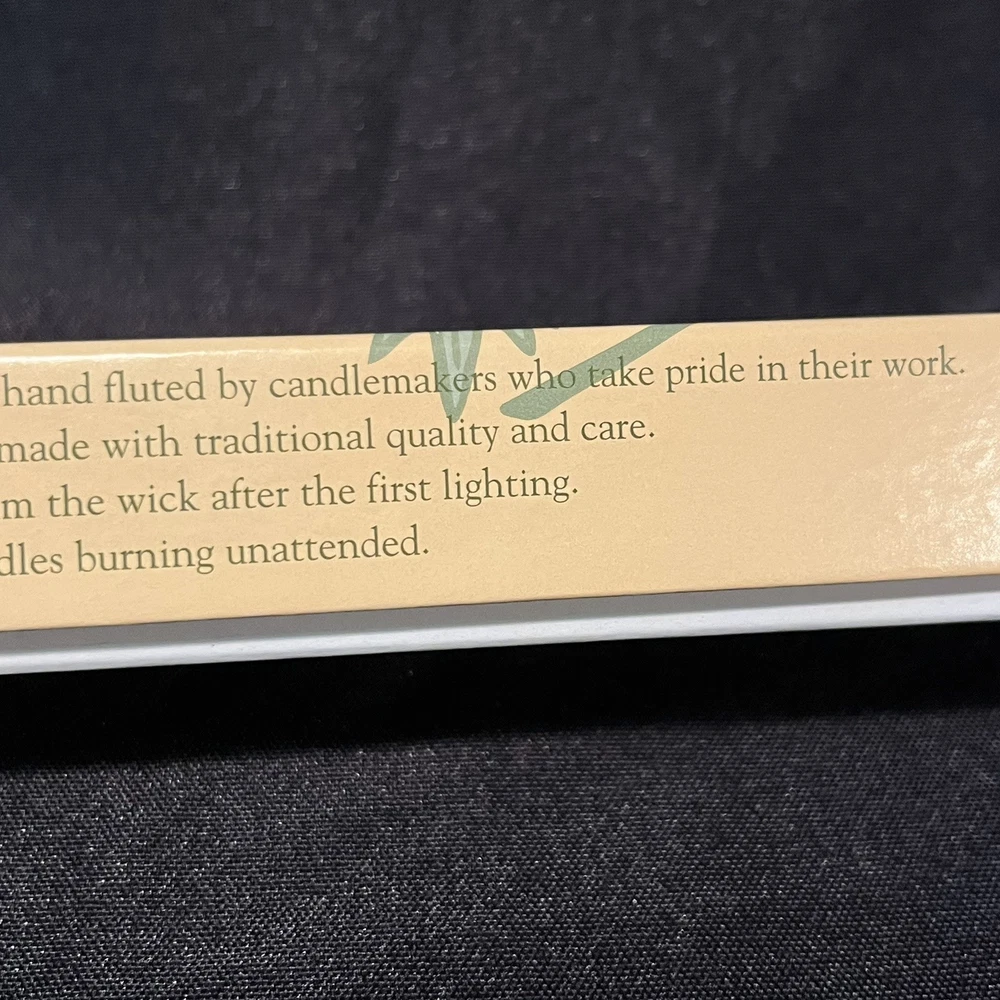 hand fluted by candlemakers who take pride in their work.
made with traditional quality and care.
m the wick after the first lighting.
dles burning unattended.